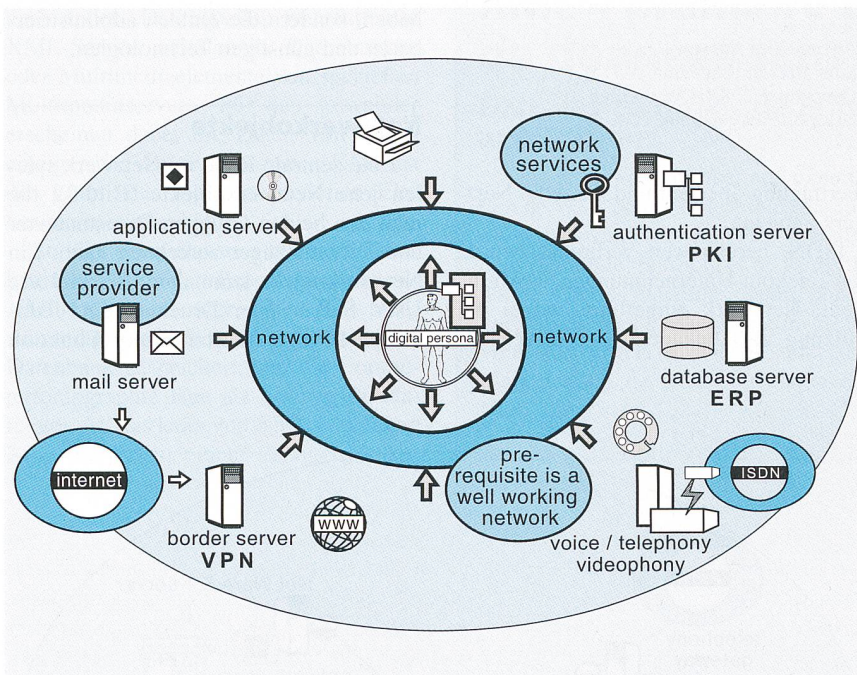 network
services
application server
authentication server
PKI
service
provider
mail server
network
digital persona
network
database server
ERP
internet
border server
VPN
www
pre-
requisite is a
well working
network
ISDN
voice / telephony
videophony